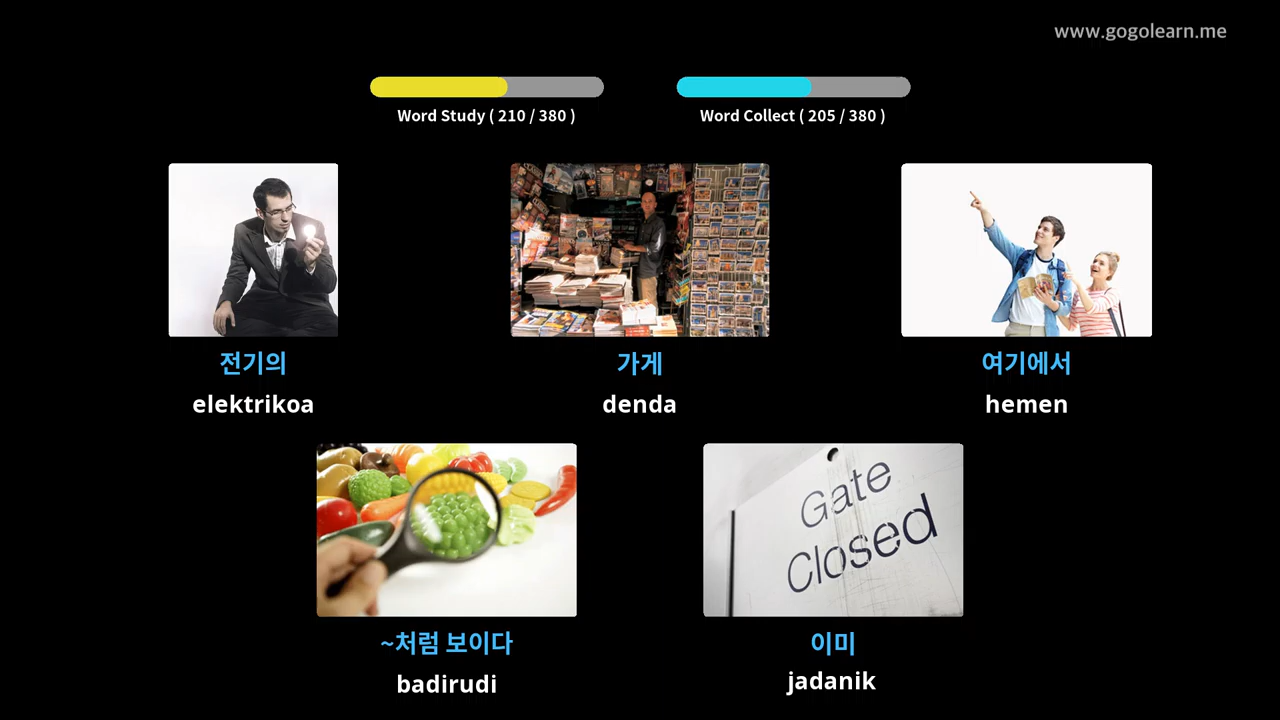 www.gogolearn.me
Word Study ( 210 / 380 )
Word Collect ( 205 / 380 )
전기의
elektrikoa
가게
denda
여기에서
hemen
Gate
Closed
~처럼 보이다
badirudi
이미
jadanik